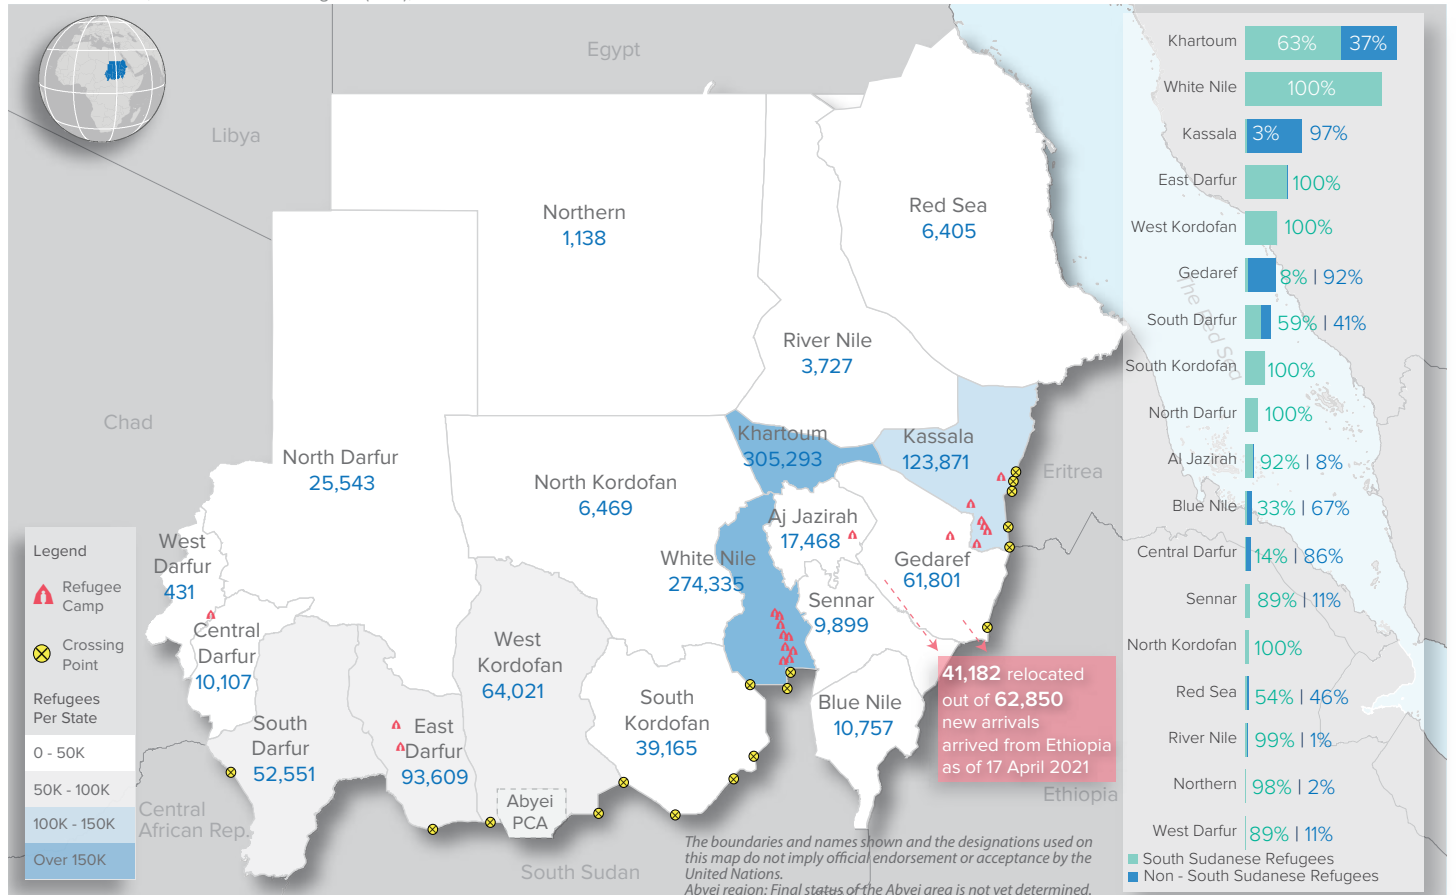 Egypt
Libya
Chad
Central
African Rep.
South Sudan
Ethiopia
Eritrea
The Red Sea
Northern
1,138
Red Sea
6,405
River Nile
3,727
Khartoum
305,293
Kassala
123,871
North Darfur
25,543
North Kordofan
6,469
Aj Jazirah
17,468
Gedaref
61,801
White Nile
274,335
Sennar
9,899
West
Darfur
431
Central
Darfur
10,107
West
Kordofan
64,021
South
Kordofan
39,165
Blue Nile
10,757
South
Darfur
52,551
East
Darfur
93,609
Abyei
PCA
41,182 relocated
out of 62,850
new arrivals
arrived from Ethiopia
as of 17 April 2021
Legend
Refugee
Camp
Crossing
Point
Refugees
Per State
0 - 50K
50K - 100K
100K - 150K
Over 150K
The boundaries and names shown and the designations used on
this map do not imply official endorsement or acceptance by the
United Nations.
Abyei region: Final status of the Abyei area is not yet determined.
Khartoum 63% 37%
White Nile 100%
Kassala 3% 97%
East Darfur 100%
West Kordofan 100%
Gedaref 8% | 92%
South Darfur 59% | 41%
South Kordofan 100%
North Darfur 100%
Al Jazirah 92% | 8%
Blue Nile 33% | 67%
Central Darfur 14% | 86%
Sennar 89% | 11%
North Kordofan 100%
Red Sea 54% | 46%
River Nile 99% | 1%
Northern 98% | 2%
West Darfur 89% | 11%
South Sudanese Refugees
Non - South Sudanese Refugees